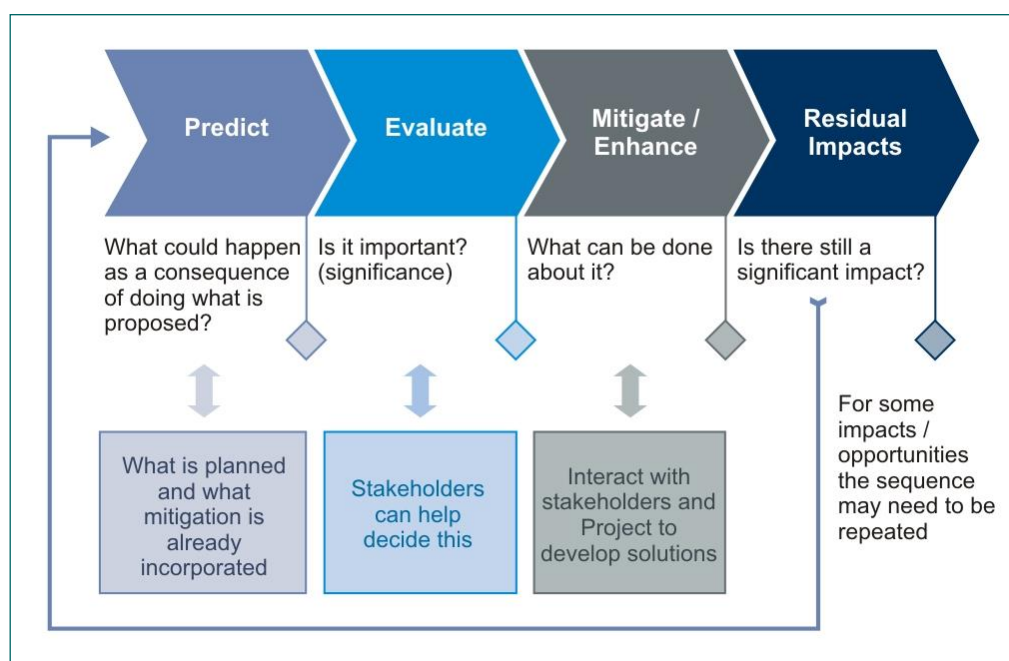 Predict
Evaluate
Mitigate /
Enhance
Residual
Impacts
What could happen
as a consequence
of doing what is
proposed?
Is it important?
(significance)
What can be done
about it?
Is there still a
significant impact?
What is planned
and what
mitigation is
already
incorporated
Stakeholders
can help
decide this
Interact with
stakeholders and
Project to
develop solutions
For some
impacts /
opportunities
the sequence
may need to be
repeated